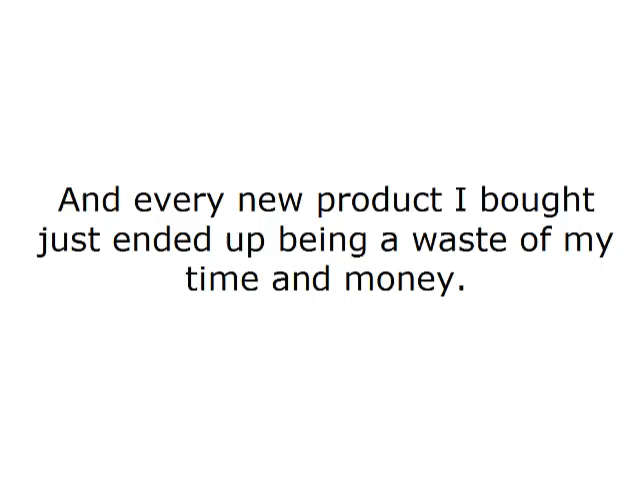 And every new product I bought
just ended up being a waste of my
time and money.